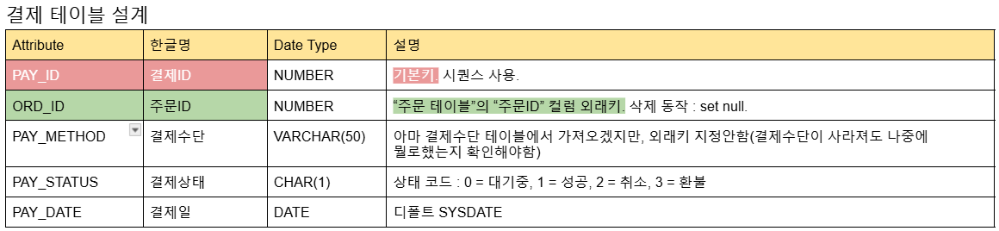 결제 테이블 설계
Attribute 한글명 Date Type 설명
PAY_ID 결제ID NUMBER 기본키. 시퀀스 사용.
ORD_ID 주문ID NUMBER “주문 테이블”의 “주문ID” 컬럼 외래키. 삭제 동작 : set null.
PAY_METHOD 결제수단 VARCHAR(50) 아마 결제수단 테이블에서 가져오겠지만, 외래키 지정안함(결제수단이 사라져도 나중에
뭘로했는지 확인해야함)
PAY_STATUS 결제상태 CHAR(1) 상태 코드 : 0 = 대기중, 1 = 성공, 2 = 취소, 3 = 환불
PAY_DATE 결제일 DATE 디폴트 SYSDATE